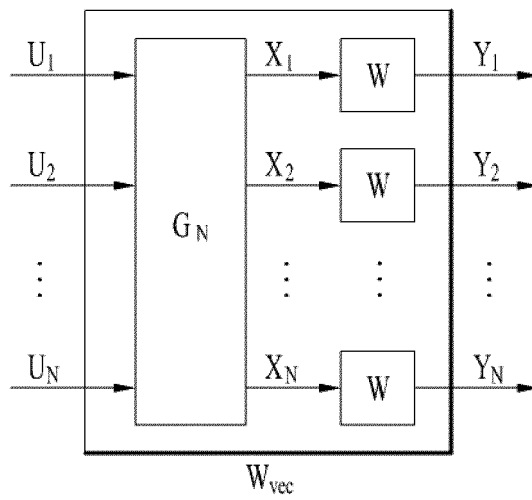 U1 X1 W Y1
U2 X2 W Y2
GN
⋮ ⋮ ⋮ ⋮
UN XN W YN
Wvec